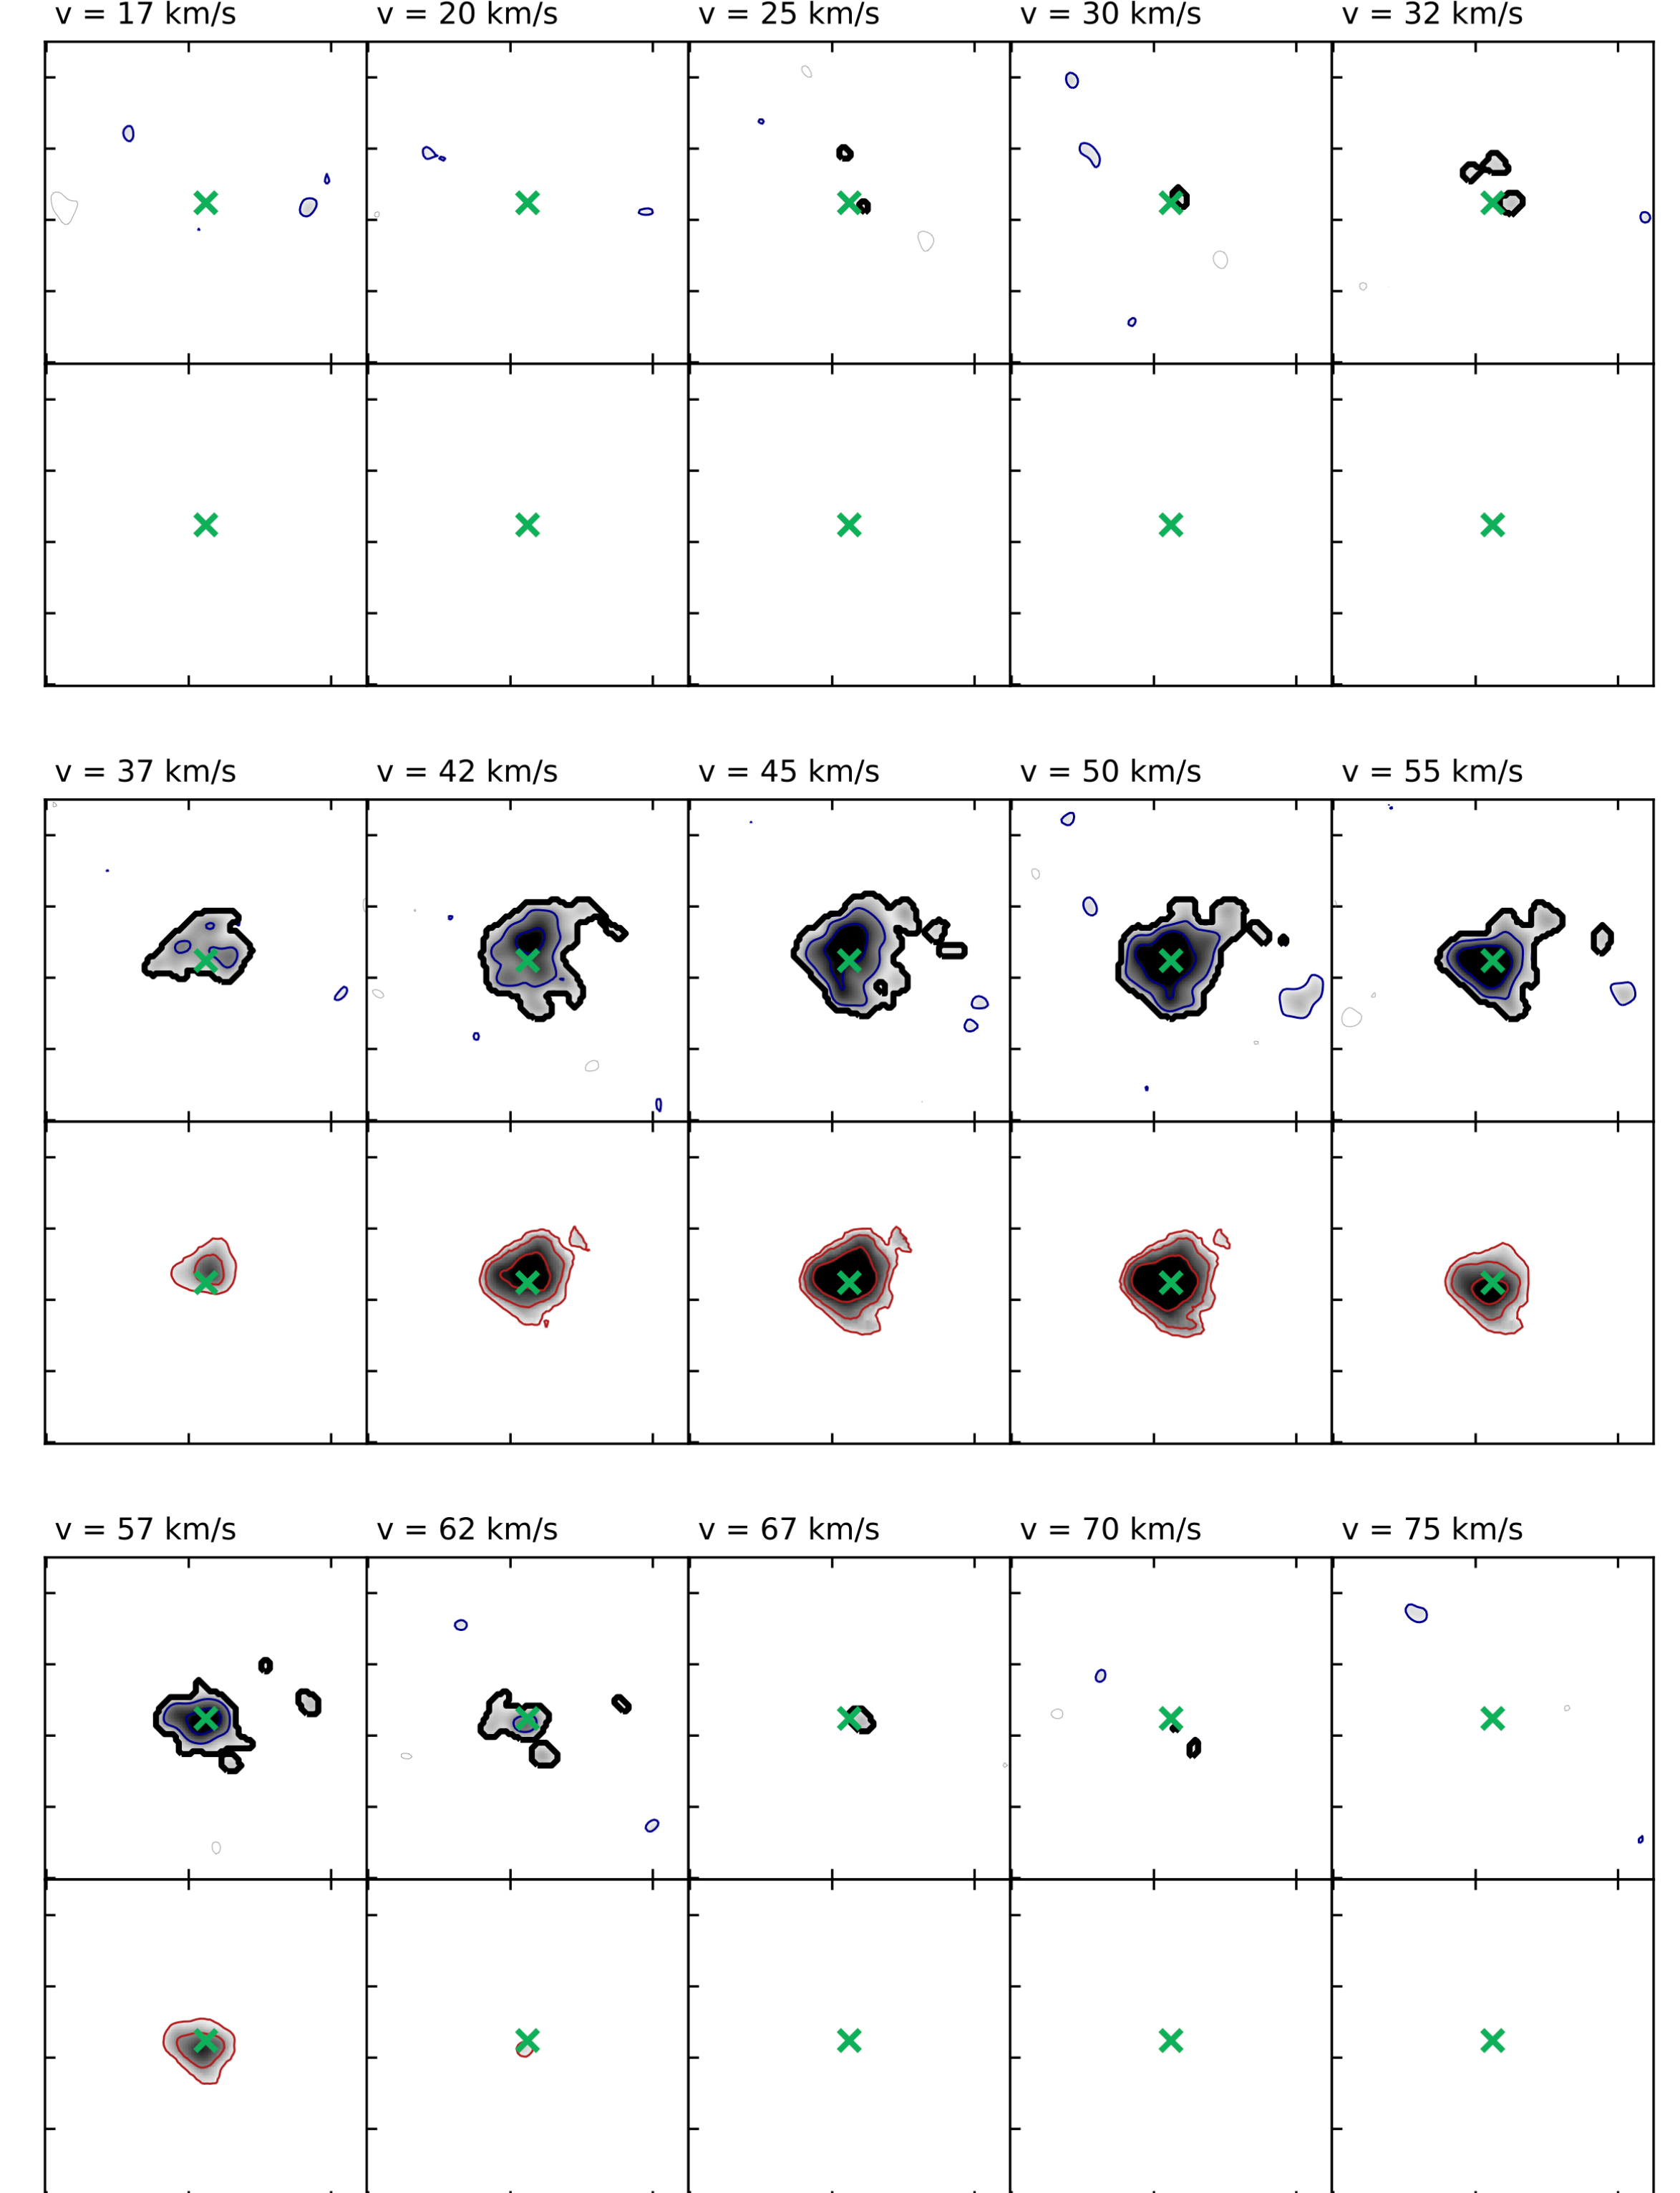 v = 17 km/s v = 20 km/s v = 25 km/s v = 30 km/s v = 32 km/s
v = 37 km/s v = 42 km/s v = 45 km/s v = 50 km/s v = 55 km/s
v = 57 km/s v = 62 km/s v = 67 km/s v = 70 km/s v = 75 km/s